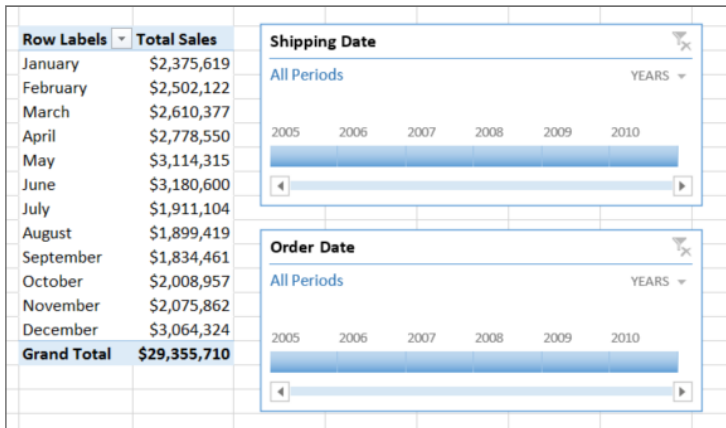 Row Labels Total Sales
January $2,375,619
February $2,502,122
March $2,610,377
April $2,778,550
May $3,114,315
June $3,180,600
July $1,911,104
August $1,899,419
September $1,834,461
October $2,008,957
November $2,075,862
December $3,064,324
Grand Total $29,355,710
Shipping Date
All Periods YEARS
2005 2006 2007 2008 2009 2010
Order Date
All Periods YEARS
2005 2006 2007 2008 2009 2010